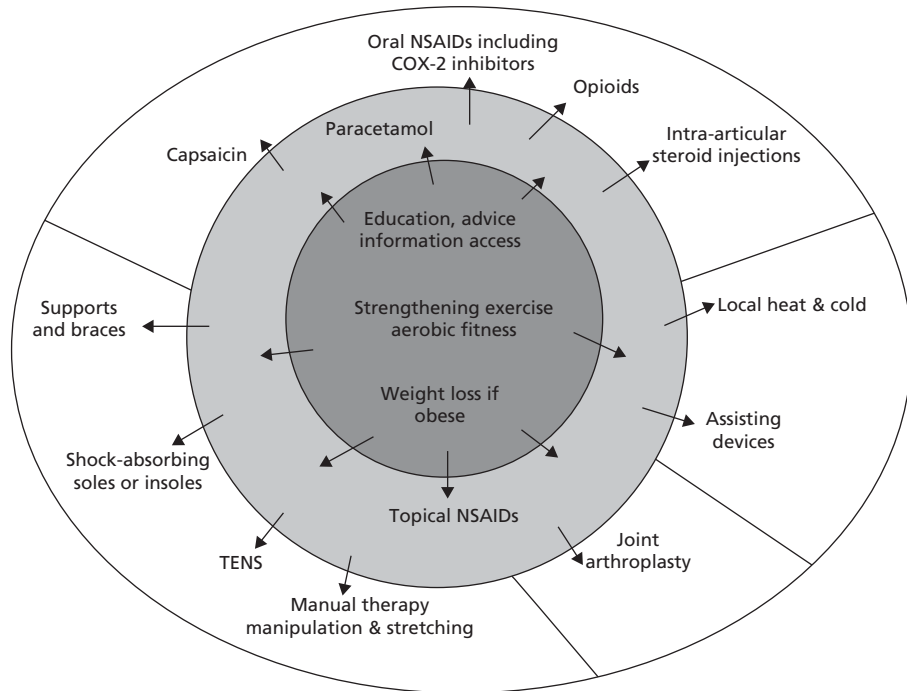 Oral NSAIDs including
COX-2 inhibitors
Opioids
Paracetamol
Capsaicin
Intra-articular
steroid injections
Education, advice
information access
Supports
and braces
Strengthening exercise
aerobic fitness
Local heat & cold
Weight loss if
obese
Assisting
devices
Shock-absorbing
soles or insoles
Topical NSAIDs
TENS
Joint
arthroplasty
Manual therapy
manipulation & stretching